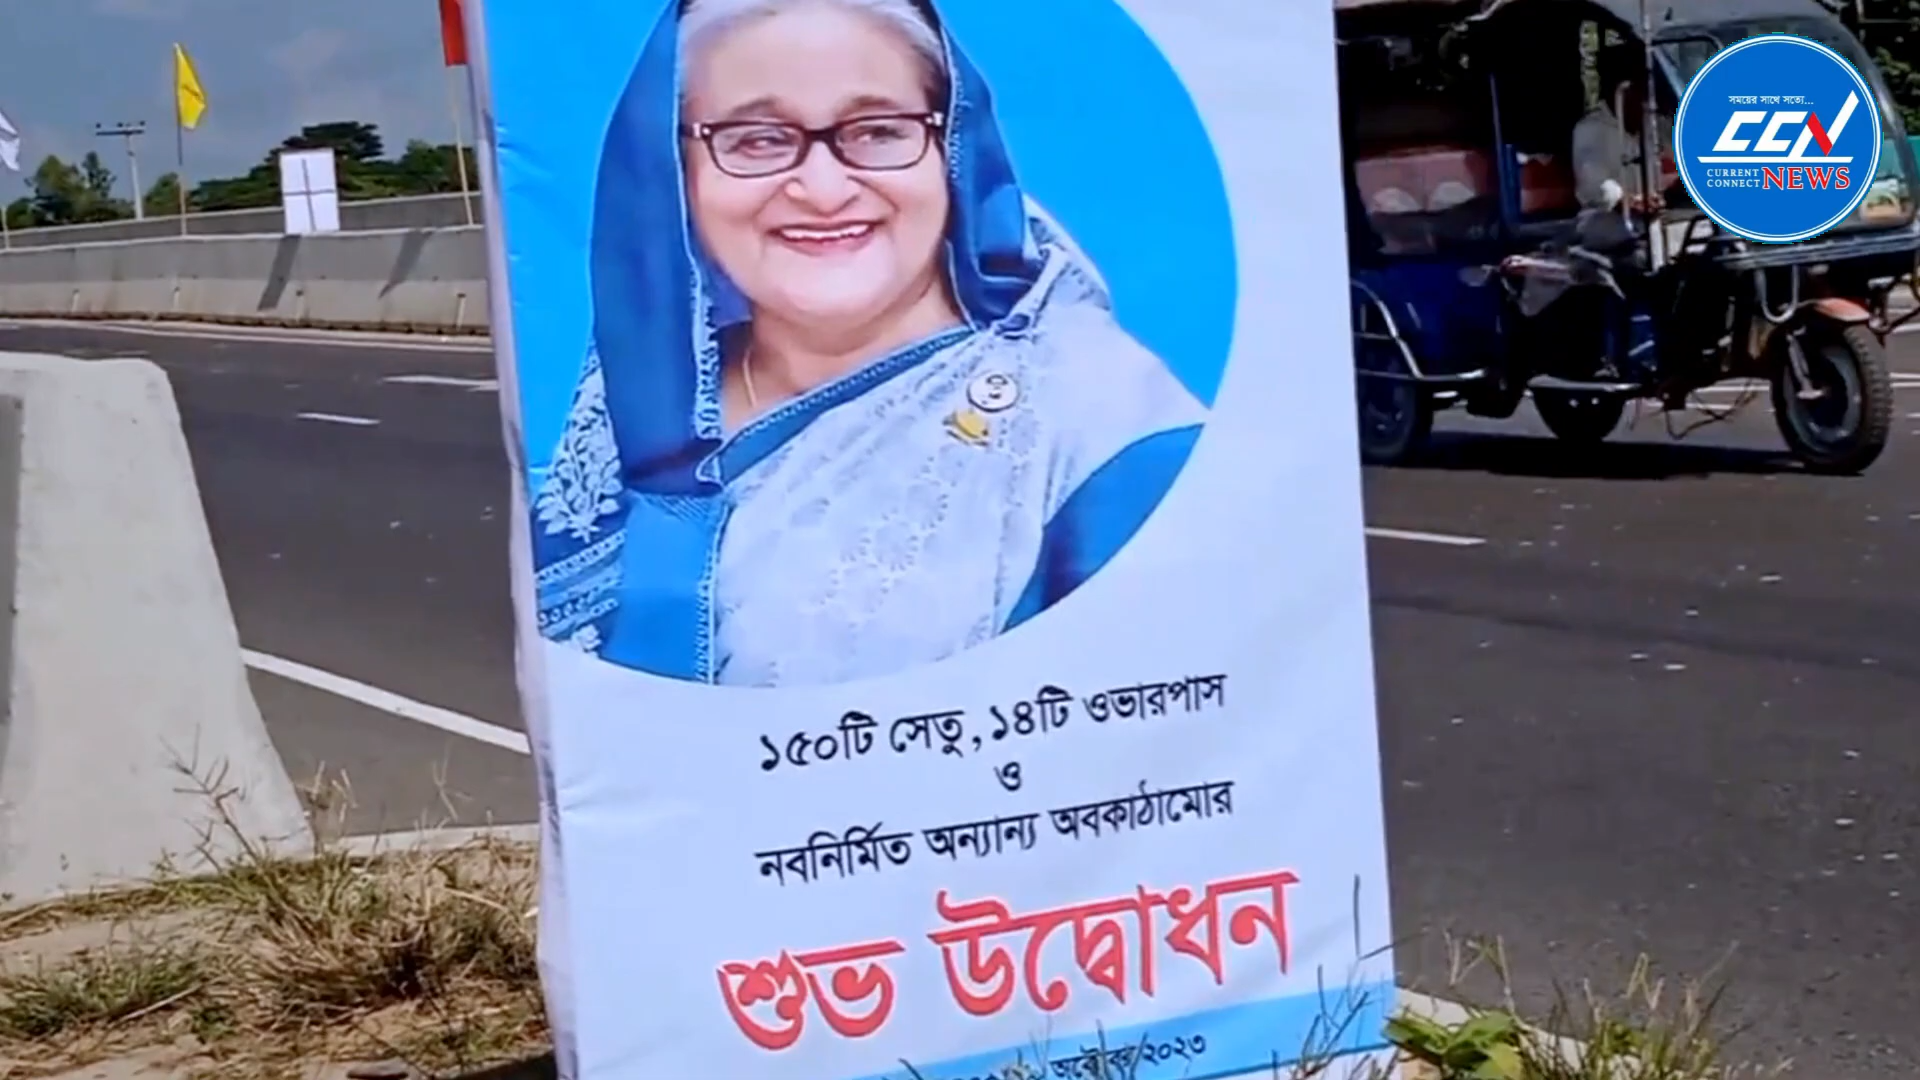 সময়ের সাথে সত্যে...
CCN
CURRENT
CONNECT NEWS
১৫০টি সেতু, ১৪টি ওভারপাস
ও
নবনির্মিত অন্যান্য অবকাঠামোর
শুভ উদ্বোধন
অক্টোবর/২০২৩